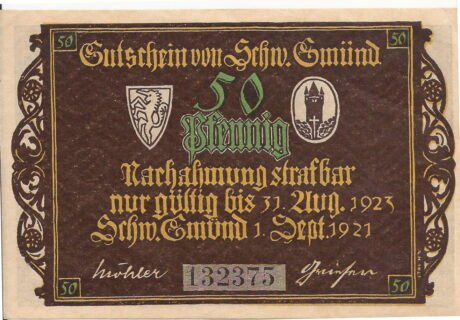 50 50
Gutschein von Schw. Gmünd
50
Pfennig
Nachahmung strafbar
nur gültig bis 31. Aug. 1923
Schw. Gmünd 1. Sept. 1921
Möhler 132375
50 50